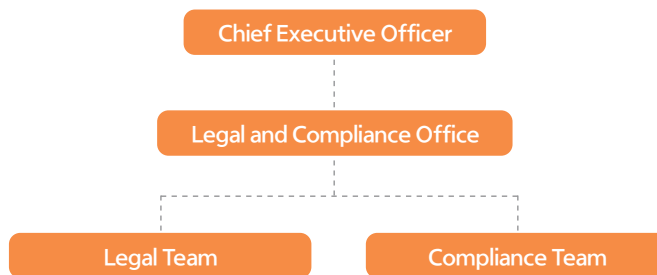 Chief Executive Officer
Legal and Compliance Office
Legal Team
Compliance Team